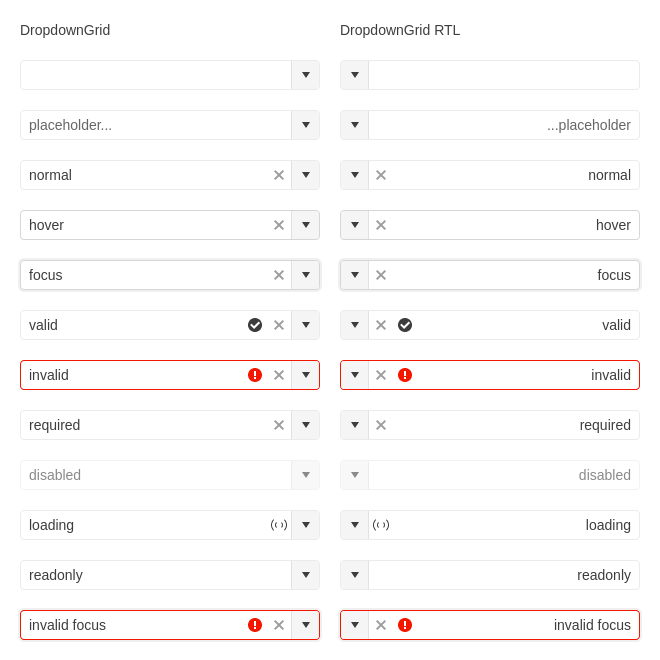 DropdownGrid
DropdownGrid RTL
placeholder...
...placeholder
normal
normal
hover
hover
focus
focus
valid
valid
invalid
invalid
required
required
disabled
disabled
loading
loading
readonly
readonly
invalid focus
invalid focus